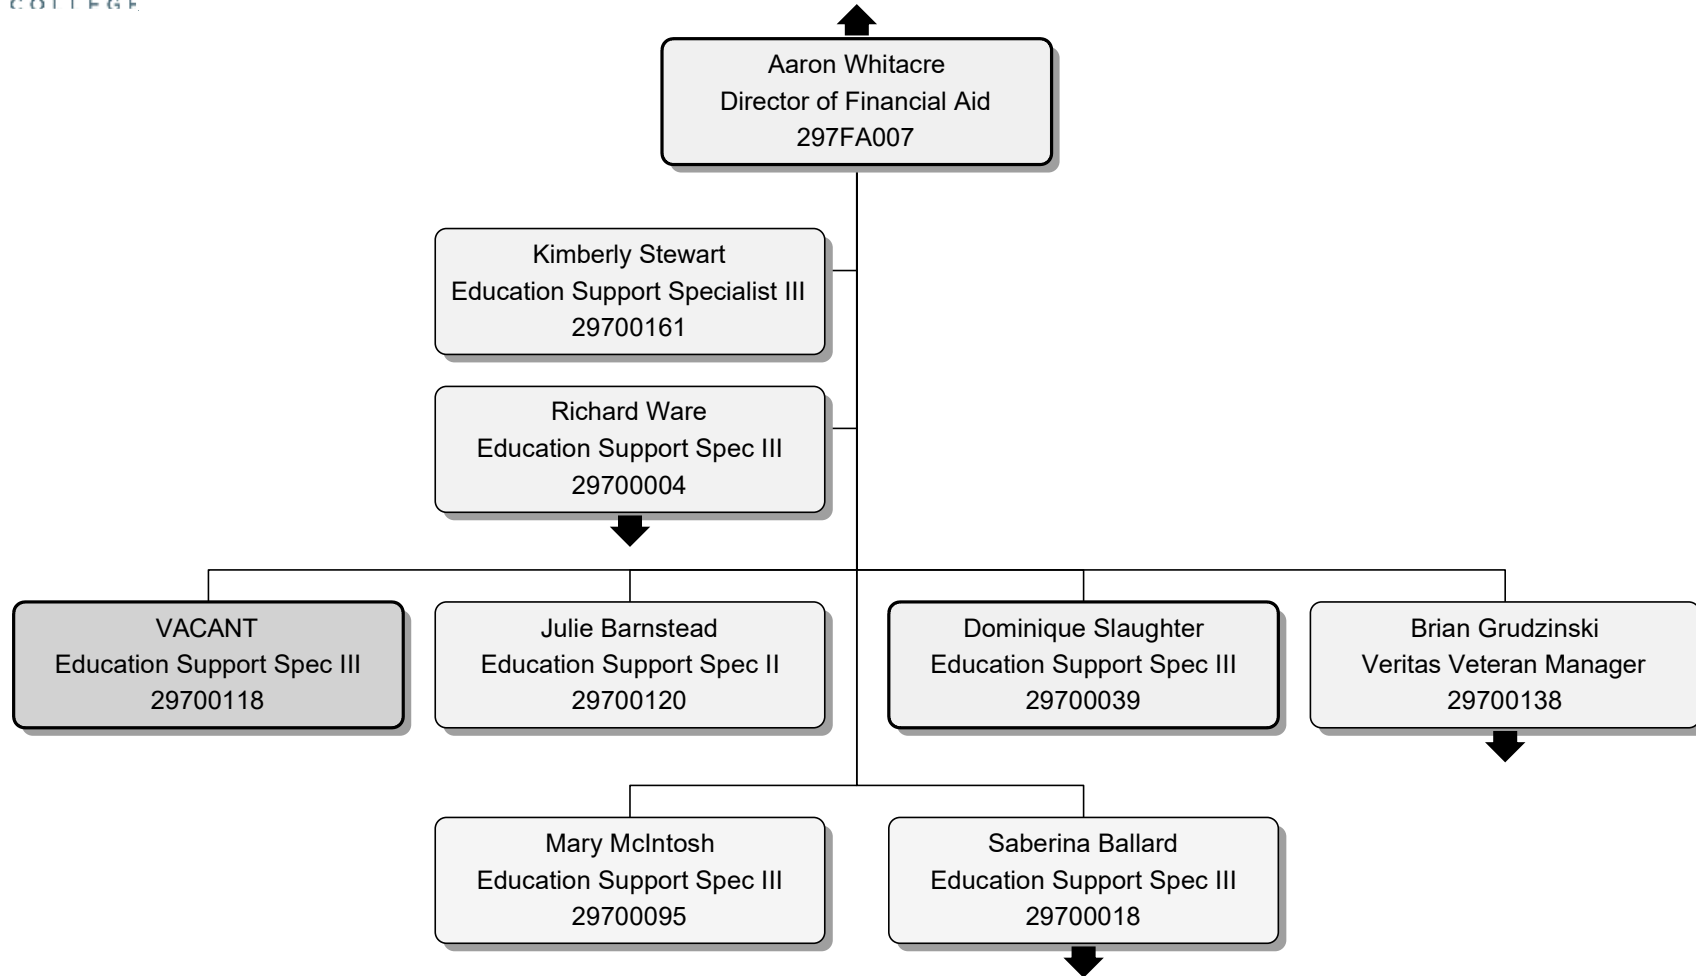 COLLEGE
Aaron Whitacre
Director of Financial Aid
297FA007
Kimberly Stewart
Education Support Specialist III
29700161
Richard Ware
Education Support Spec III
29700004
VACANT
Education Support Spec III
29700118
Julie Barnstead
Education Support Spec II
29700120
Dominique Slaughter
Education Support Spec III
29700039
Brian Grudzinski
Veritas Veteran Manager
29700138
Mary McIntosh
Education Support Spec III
29700095
Saberina Ballard
Education Support Spec III
29700018